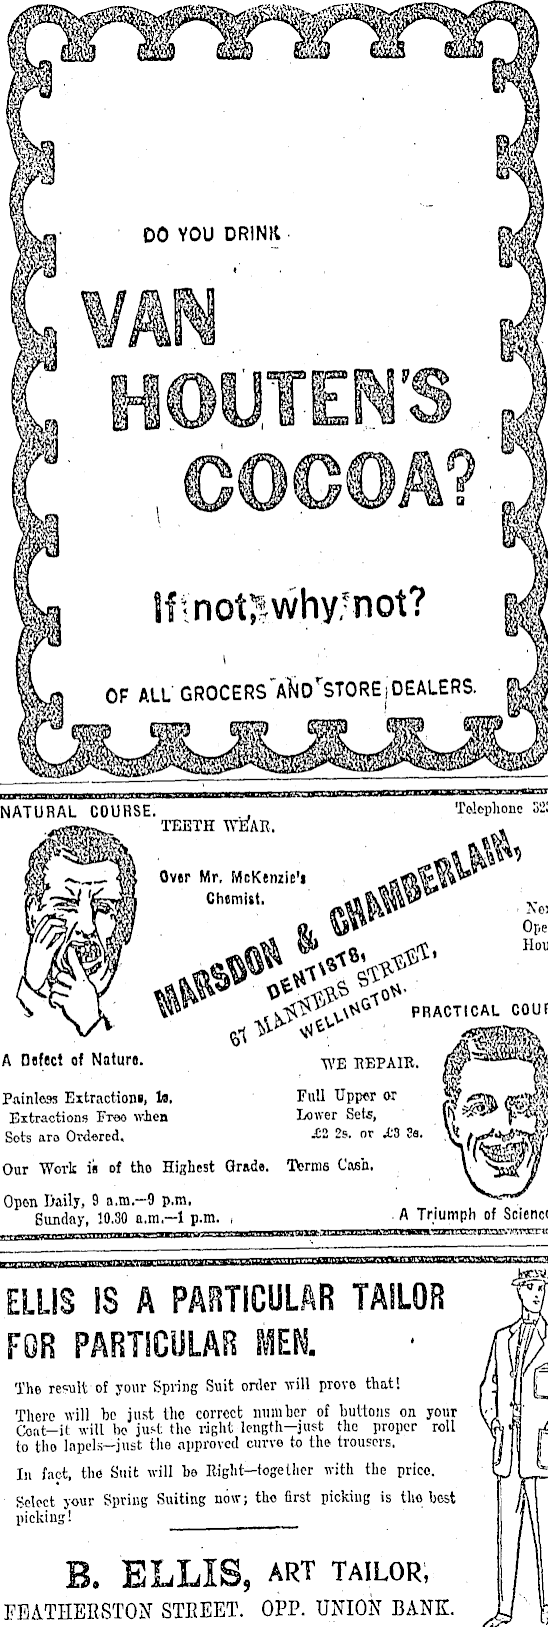 DO YOU DRINK
VAN
HOUTEN'S
COCOA?
If not, why not?
OF ALL GROCERS AND STORE DEALERS.
NATURAL COURSE.
TEETH WEAR.
Telephone
Over Mr. McKenzie's
Chemist.
MARSDON & CHAMBERLAIN,
DENTISTS,
67 MANNERS STREET,
WELLINGTON.
PRACTICAL
A Defect of Nature.
WE REPAIR.
Painless Extractions, 1s.
Extractions Free when
Sets are Ordered.
Full Upper or
Lower Sets,
£2 2s. or £3 3s.
Our Work is of the Highest Grade. Terms Cash.
Open Daily, 9 a.m.—9 p.m.
Sunday, 10.30 a.m.—1 p.m.
A Triumph of Science
ELLIS IS A PARTICULAR TAILOR
FOR PARTICULAR MEN.
The result of your Spring Suit order will prove that!
There will be just the correct number of buttons on your
Coat—it will be just the right length—just the proper roll
to the lapels—just the approved curve to the trousers.
In fact, the Suit will be Right—together with the price.
Select your Spring Suiting now; the first picking is the best
picking!
B. ELLIS, ART TAILOR,
FEATHERSTON STREET. OPP. UNION BANK.